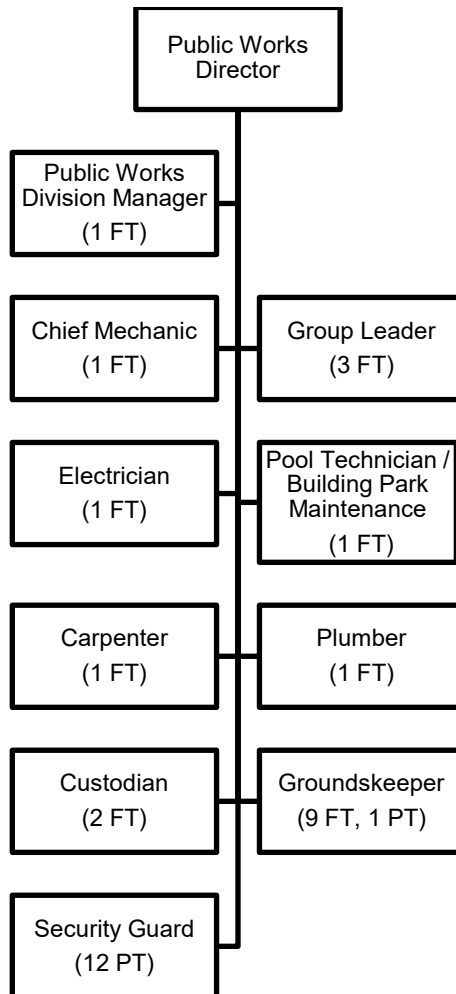 Public Works
Director
Public Works
Division Manager
(1 FT)
Chief Mechanic
(1 FT)
Group Leader
(3 FT)
Electrician
(1 FT)
Pool Technician /
Building Park
Maintenance
(1 FT)
Carpenter
(1 FT)
Plumber
(1 FT)
Custodian
(2 FT)
Groundskeeper
(9 FT, 1 PT)
Security Guard
(12 PT)